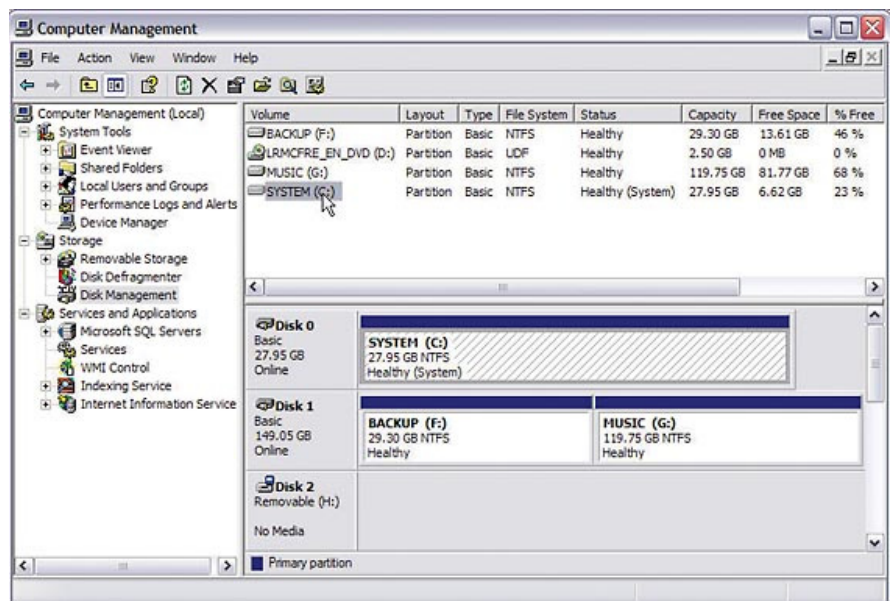 Computer Management
File Action View Window Help
Computer Management (Local)
System Tools
Event Viewer
Shared Folders
Local Users and Groups
Performance Logs and Alerts
Device Manager
Storage
Removable Storage
Disk Defragmenter
Disk Management
Services and Applications
Microsoft SQL Servers
Services
WMI Control
Indexing Service
Internet Information Service
Volume Layout Type File System Status Capacity Free Space % Free
BACKUP (F:) Partition Basic NTFS Healthy 29.30 GB 13.61 GB 46 %
LRMCFRE_EN_DVD (D:) Partition Basic UDF Healthy 2.50 GB 0 MB 0 %
MUSIC (G:) Partition Basic NTFS Healthy 119.75 GB 81.77 GB 68 %
SYSTEM (C:) Partition Basic NTFS Healthy (System) 27.95 GB 6.62 GB 23 %
Disk 0
Basic
27.95 GB
Online
SYSTEM (C:)
27.95 GB NTFS
Healthy (System)
Disk 1
Basic
149.05 GB
Online
BACKUP (F:)
29.30 GB NTFS
Healthy
MUSIC (G:)
119.75 GB NTFS
Healthy
Disk 2
Removable (H:)
No Media
Primary partition